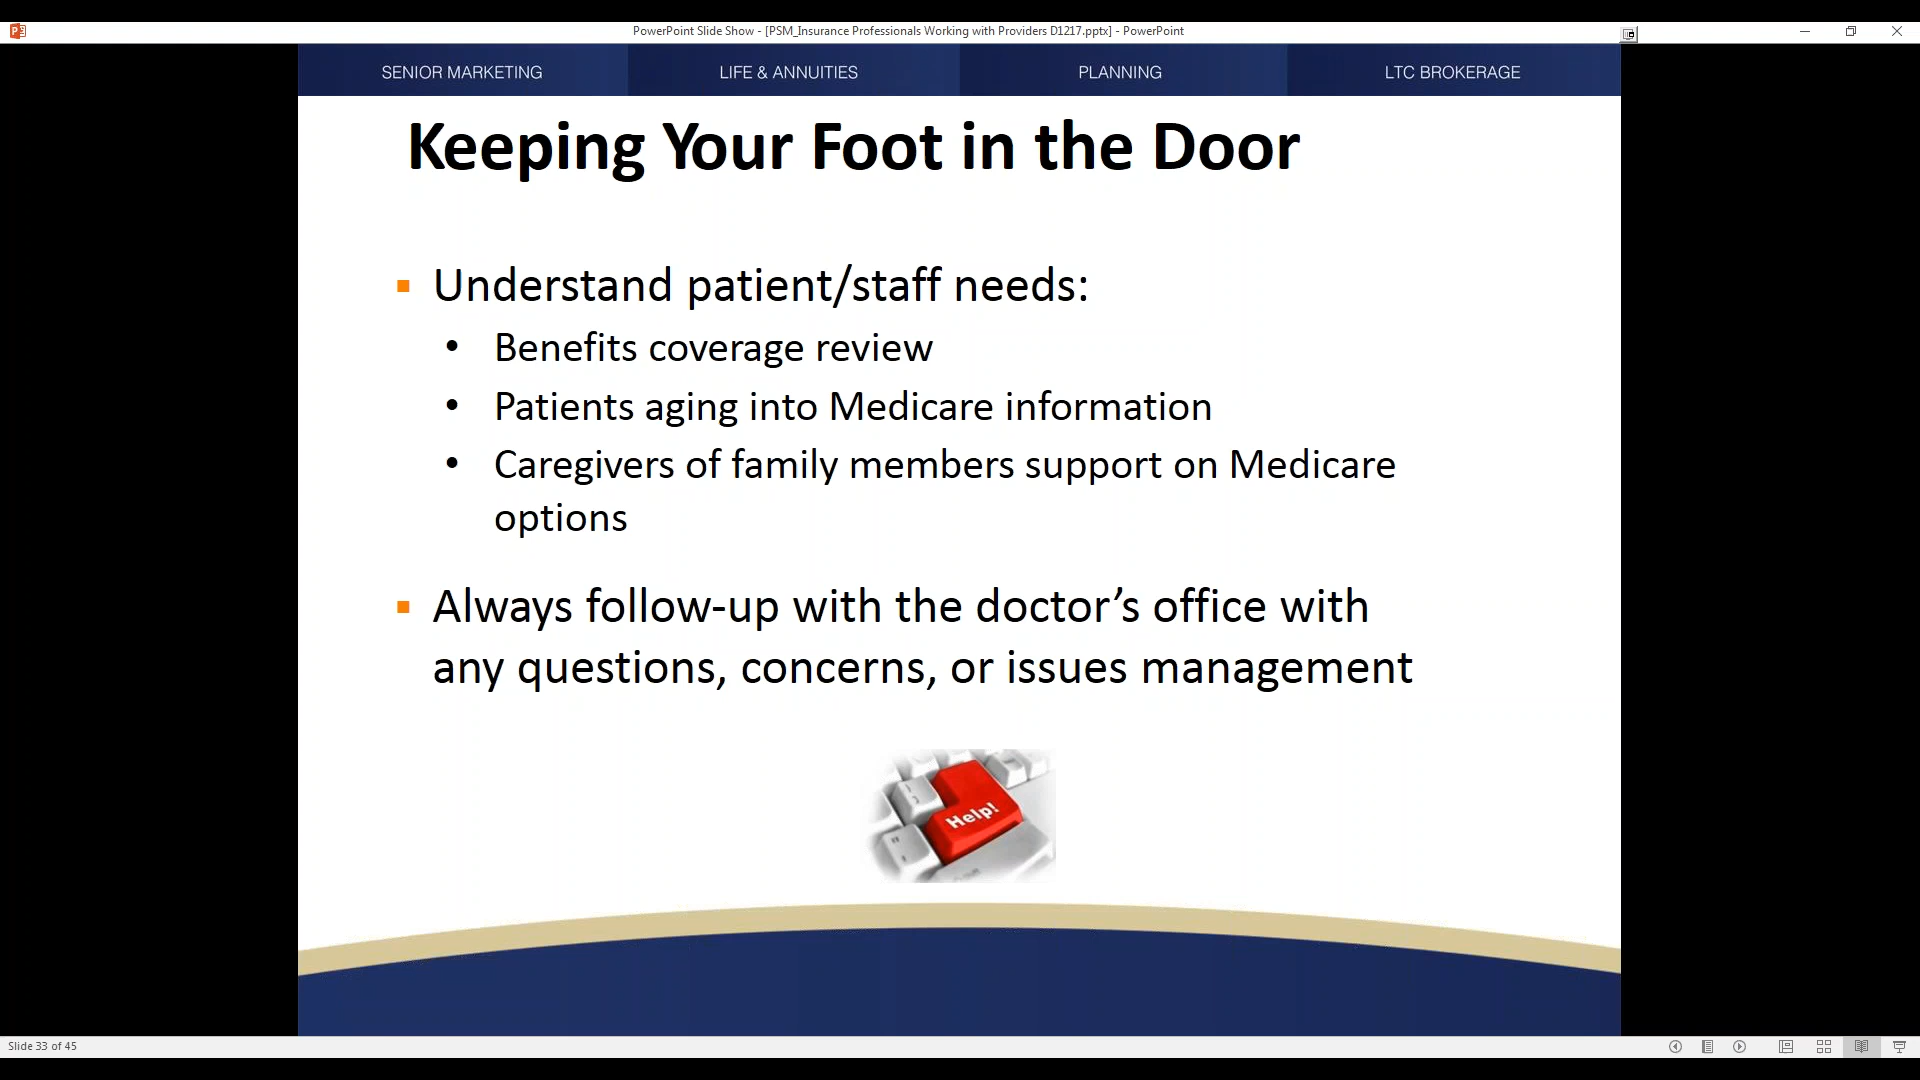 PowerPoint Slide Show - [PSM_Insurance Professionals Working with Providers D1217.pptx] - PowerPoint
SENIOR MARKETING
LIFE & ANNUITIES
PLANNING
LTC BROKERAGE
Keeping Your Foot in the Door
▪ Understand patient/staff needs:
• Benefits coverage review
• Patients aging into Medicare information
• Caregivers of family members support on Medicare
options
▪ Always follow-up with the doctor’s office with
any questions, concerns, or issues management
Help!
Slide 33 of 45